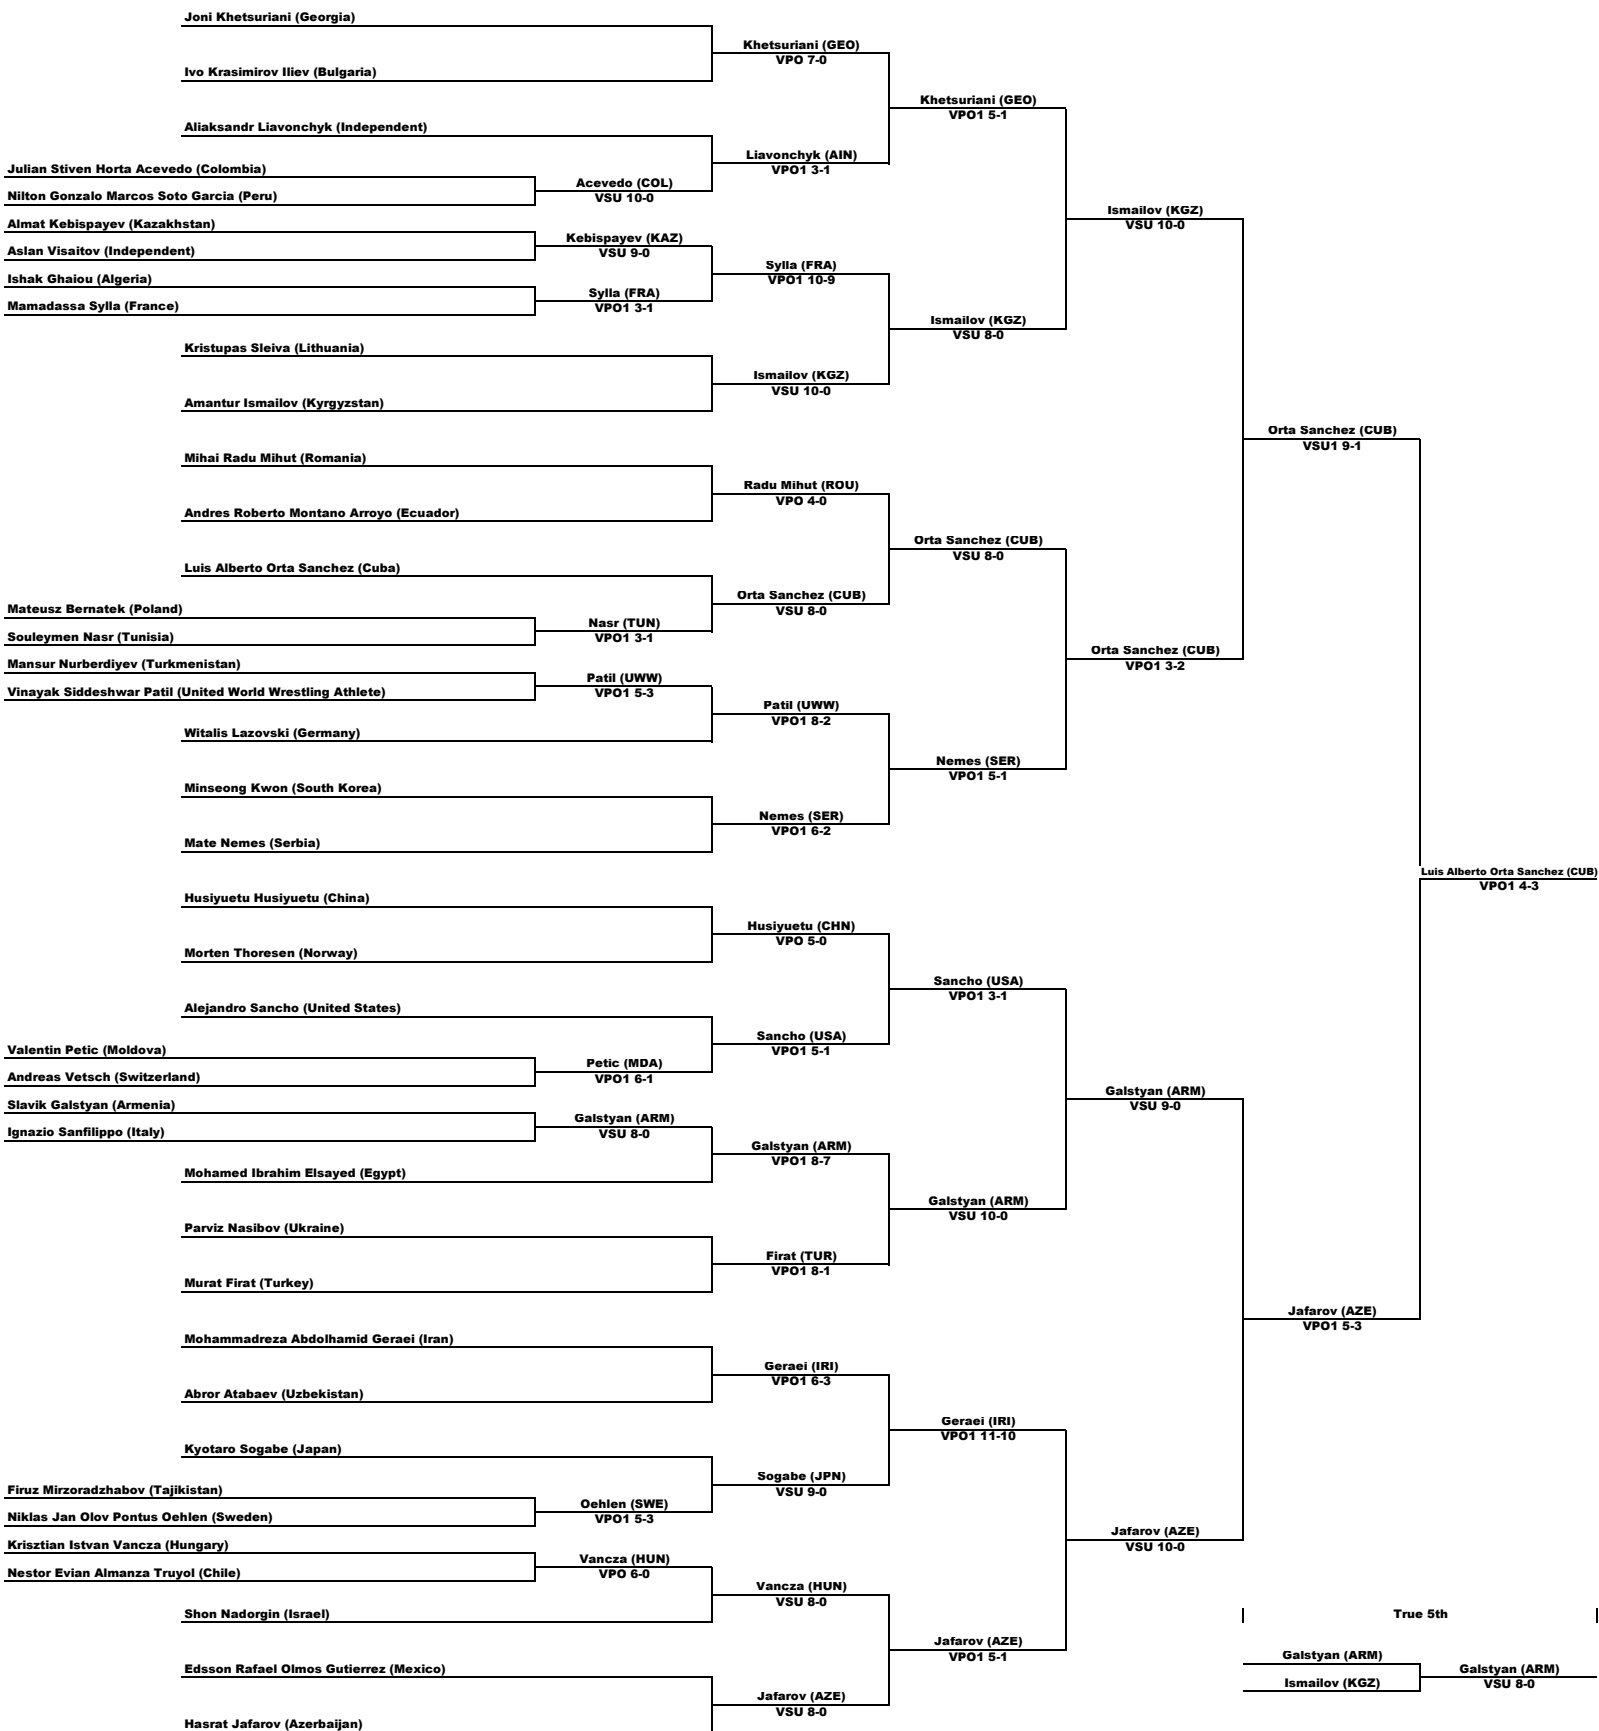 Joni Khetsuriani (Georgia)
Khetsuriani (GEO)
VPO 7-0
Ivo Krasimirov Iliev (Bulgaria)
Khetsuriani (GEO)
VPO1 5-1
Aliaksandr Liavonchyk (Independent)
Liavonchyk (AIN)
VPO1 3-1
Julian Stiven Horta Acevedo (Colombia)
Acevedo (COL)
VSU 10-0
Nilton Gonzalo Marcos Soto Garcia (Peru)
Ismailov (KGZ)
VSU 10-0
Almat Kebispayev (Kazakhstan)
Kebispayev (KAZ)
VSU 9-0
Aslan Visaitov (Independent)
Sylla (FRA)
VPO1 10-9
Ishak Ghaiou (Algeria)
Sylla (FRA)
VPO1 3-1
Mamadassa Sylla (France)
Ismailov (KGZ)
VSU 8-0
Kristupas Sleiva (Lithuania)
Ismailov (KGZ)
VSU 10-0
Amantur Ismailov (Kyrgyzstan)
Orta Sanchez (CUB)
VSU1 9-1
Mihai Radu Mihut (Romania)
Radu Mihut (ROU)
VPO 4-0
Andres Roberto Montano Arroyo (Ecuador)
Orta Sanchez (CUB)
VSU 8-0
Luis Alberto Orta Sanchez (Cuba)
Orta Sanchez (CUB)
VSU 8-0
Mateusz Bernatek (Poland)
Nasr (TUN)
VPO1 3-1
Souleymen Nasr (Tunisia)
Orta Sanchez (CUB)
VPO1 3-2
Mansur Nurberdiyev (Turkmenistan)
Patil (UWW)
VPO1 5-3
Vinayak Siddeshwar Patil (United World Wrestling Athlete)
Patil (UWW)
VPO1 8-2
Witalis Lazovski (Germany)
Nemes (SER)
VPO1 5-1
Minseong Kwon (South Korea)
Nemes (SER)
VPO1 6-2
Mate Nemes (Serbia)
Luis Alberto Orta Sanchez (CUB)
VPO1 4-3
Husiyuetu Husiyuetu (China)
Husiyuetu (CHN)
VPO 5-0
Morten Thoresen (Norway)
Sancho (USA)
VPO1 3-1
Alejandro Sancho (United States)
Sancho (USA)
VPO1 5-1
Valentin Petic (Moldova)
Petic (MDA)
VPO1 6-1
Andreas Vetsch (Switzerland)
Galstyan (ARM)
VSU 9-0
Slavik Galstyan (Armenia)
Galstyan (ARM)
VSU 8-0
Ignazio Sanfilippo (Italy)
Galstyan (ARM)
VPO1 8-7
Mohamed Ibrahim Elsayed (Egypt)
Galstyan (ARM)
VSU 10-0
Parviz Nasibov (Ukraine)
Firat (TUR)
VPO1 8-1
Murat Firat (Turkey)
Jafarov (AZE)
VPO1 5-3
Mohammadreza Abdolhamid Geraei (Iran)
Geraei (IRI)
VPO1 6-3
Abror Atabaev (Uzbekistan)
Geraei (IRI)
VPO1 11-10
Kyotaro Sogabe (Japan)
Sogabe (JPN)
VSU 9-0
Firuz Mirzoradzhabov (Tajikistan)
Oehlen (SWE)
VPO1 5-3
Niklas Jan Olov Pontus Oehlen (Sweden)
Jafarov (AZE)
VSU 10-0
Krisztian Istvan Vancza (Hungary)
Vancza (HUN)
VPO 6-0
Nestor Evian Almanza Truyol (Chile)
Vancza (HUN)
VSU 8-0
Shon Nadorgin (Israel)
Jafarov (AZE)
VPO1 5-1
Edsson Rafael Olmos Gutierrez (Mexico)
Jafarov (AZE)
VSU 8-0
Hasrat Jafarov (Azerbaijan)
True 5th
Galstyan (ARM)
Galstyan (ARM)
VSU 8-0
Ismailov (KGZ)